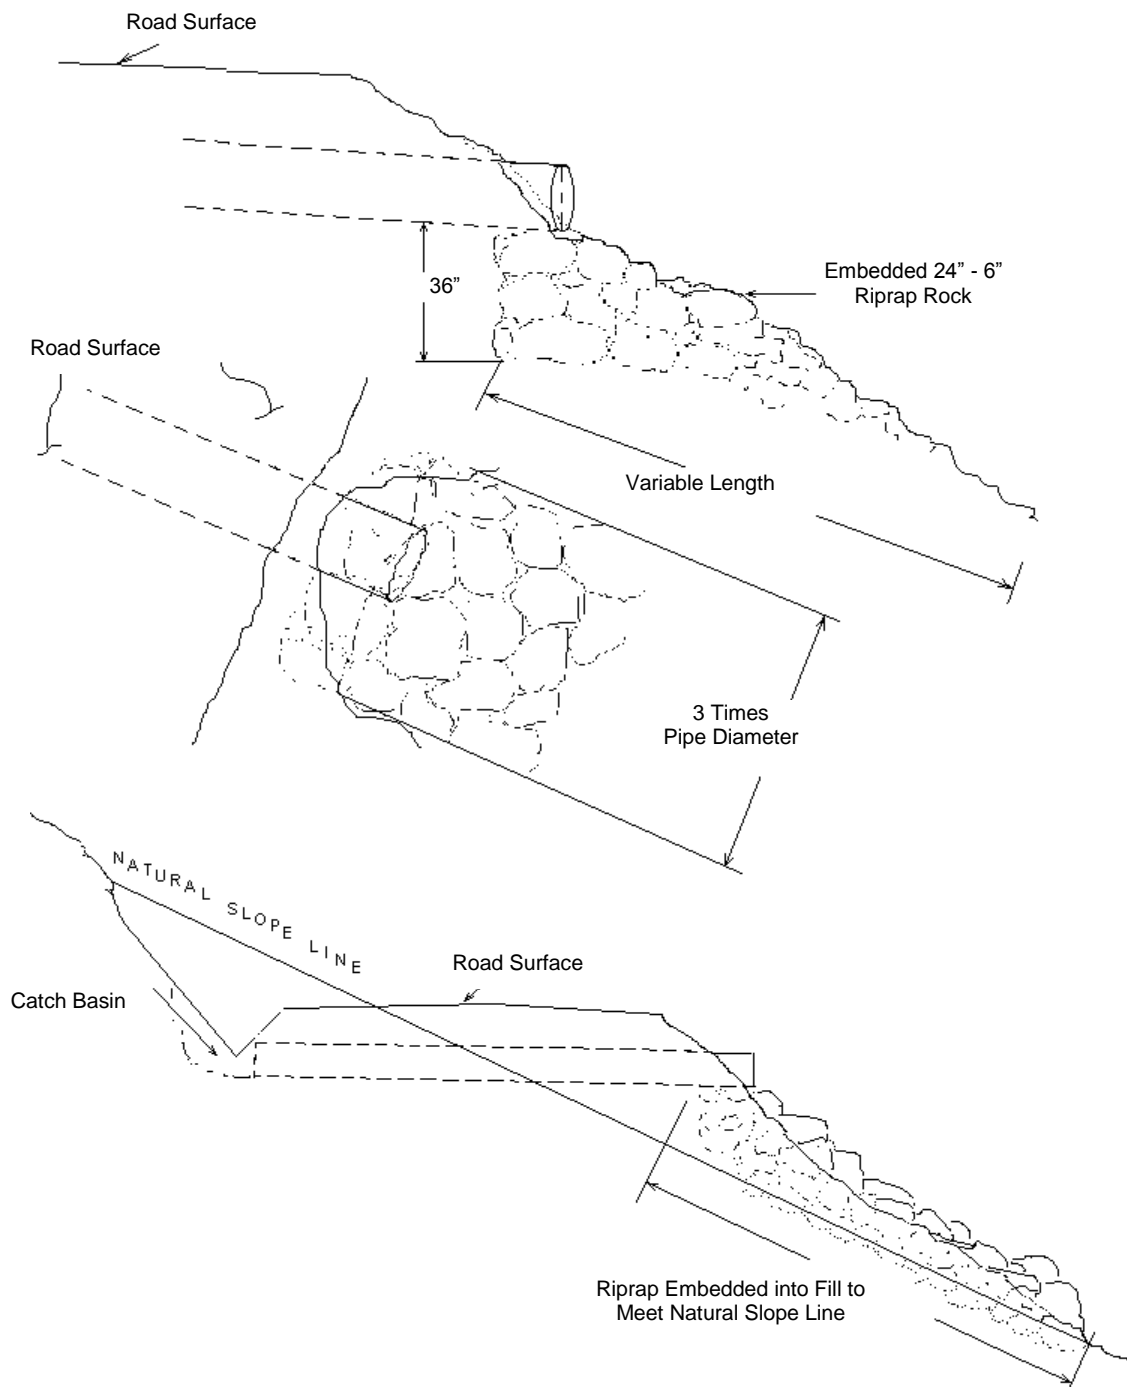 Road Surface
36”
Embedded 24” - 6”
Riprap Rock
Road Surface
Variable Length
3 Times
Pipe Diameter
NATURAL SLOPE LINE
Road Surface
Catch Basin
Riprap Embedded into Fill to
Meet Natural Slope Line